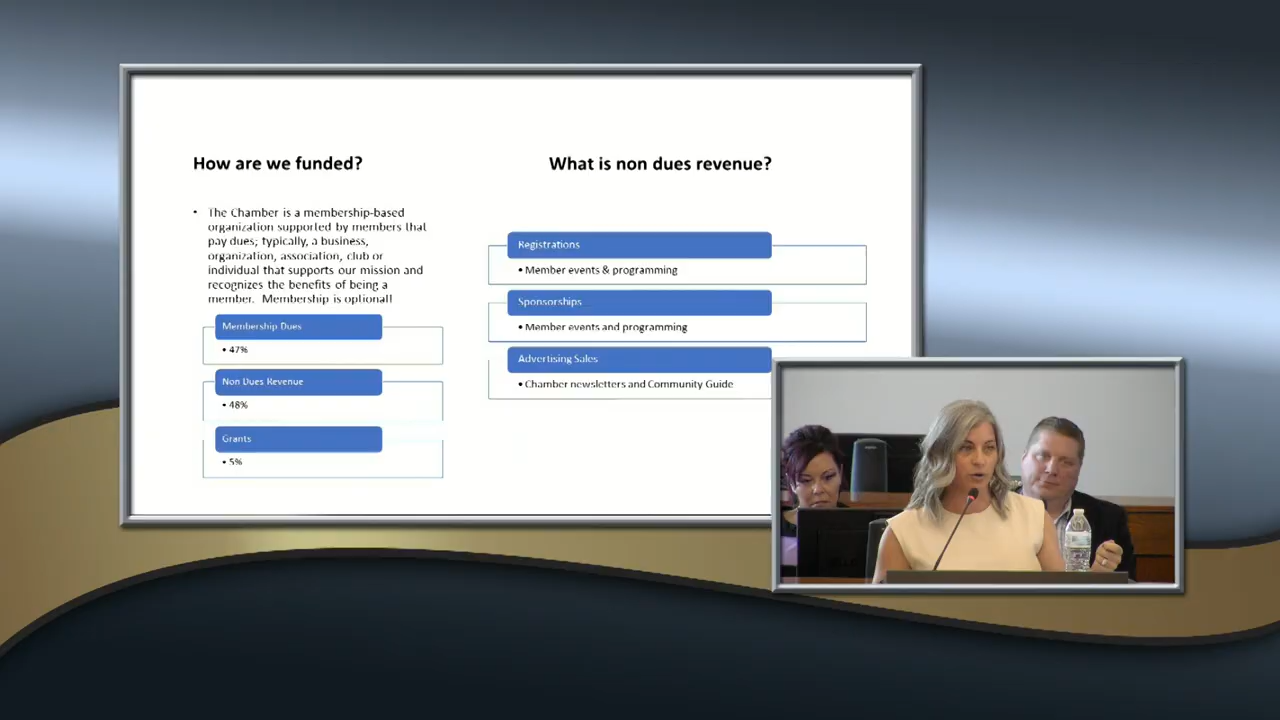 How are we funded?
• The Chamber is a membership-based
organization supported by members that
pay dues; typically, a business,
organization, association, club or
individual that supports our mission and
recognizes the benefits of being a
member. Membership is optional!
Membership Dues
• 47%
Non Dues Revenue
• 48%
Grants
• 5%
What is non dues revenue?
Registrations
• Member events & programming
Sponsorships
• Member events and programming
Advertising Sales
• Chamber newsletters and Community Guide